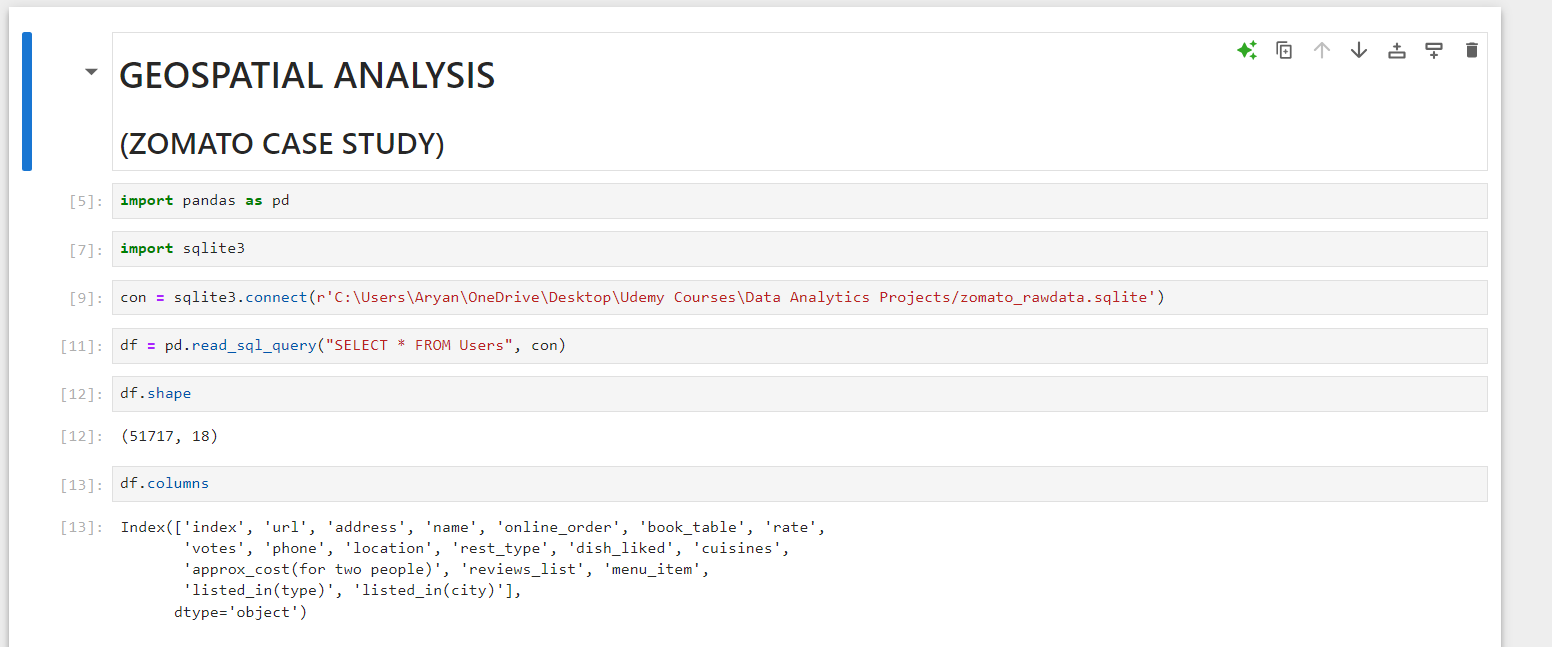 GEOSPATIAL ANALYSIS
(ZOMATO CASE STUDY)
[5]: import pandas as pd
[7]: import sqlite3
[9]: con = sqlite3.connect(r'C:\Users\Aryan\OneDrive\Desktop\Udemy Courses\Data Analytics Projects/zomato_rawdata.sqlite')
[11]: df = pd.read_sql_query("SELECT * FROM Users", con)
[12]: df.shape
[12]: (51717, 18)
[13]: df.columns
[13]: Index(['index', 'url', 'address', 'name', 'online_order', 'book_table', 'rate',
'votes', 'phone', 'location', 'rest_type', 'dish_liked', 'cuisines',
'approx_cost(for two people)', 'reviews_list', 'menu_item',
'listed_in(type)', 'listed_in(city)'],
dtype='object')